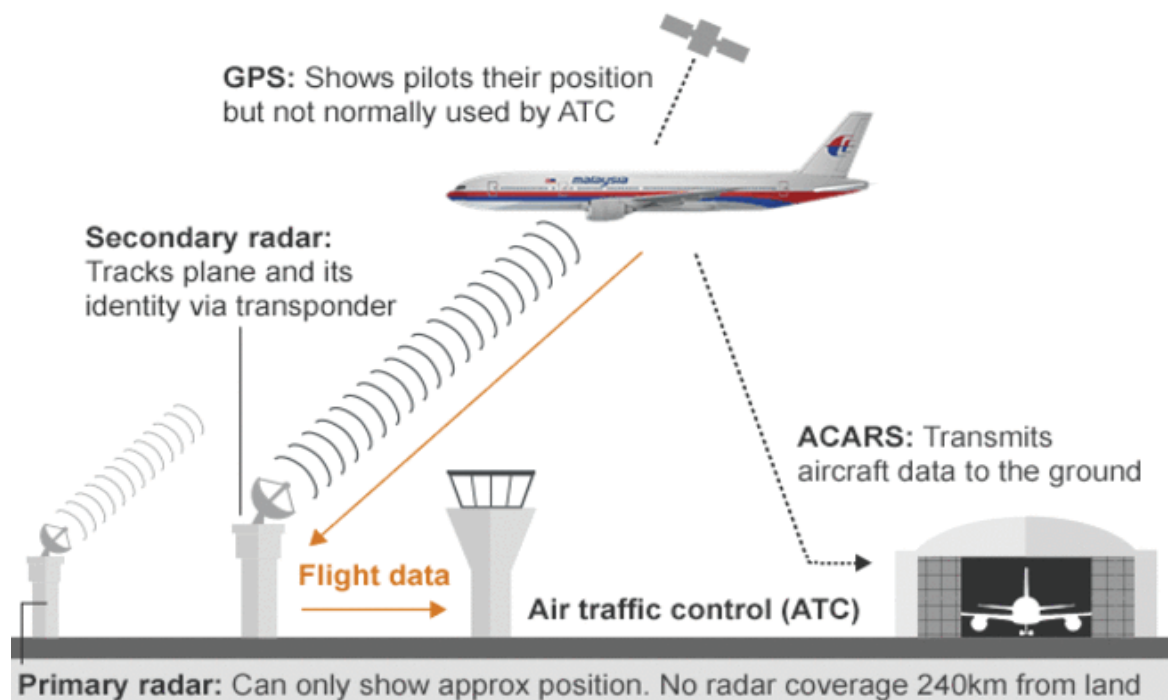 GPS: Shows pilots their position
but not normally used by ATC
malaysia
Secondary radar:
Tracks plane and its
identity via transponder
ACARS: Transmits
aircraft data to the ground
Flight data
Air traffic control (ATC)
Primary radar: Can only show approx position. No radar coverage 240km from land